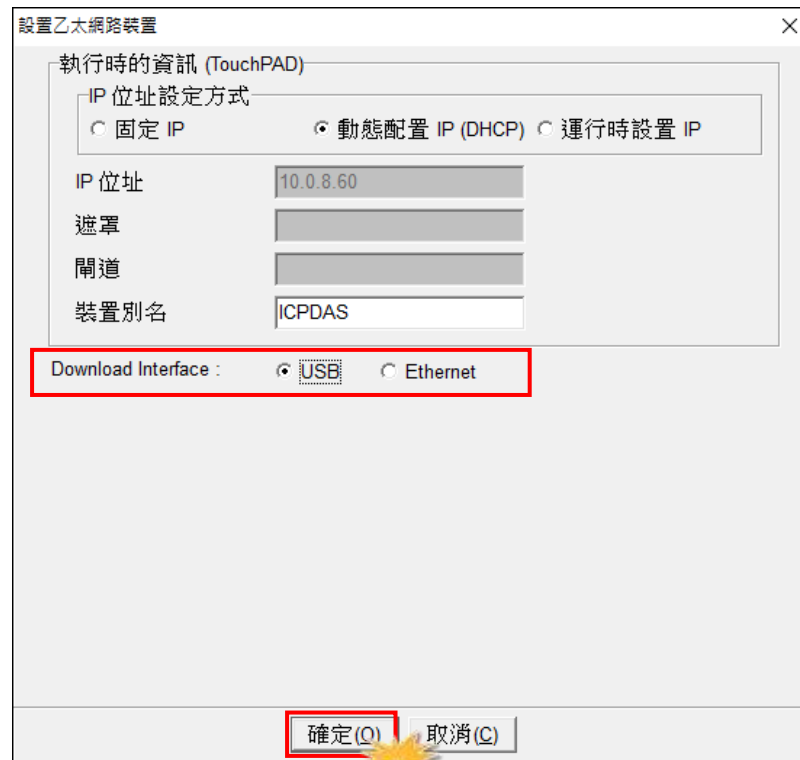 設置乙太網路裝置
執行時的資訊 (TouchPAD)
IP 位址設定方式
固定 IP 動態配置 IP (DHCP) 運行時設置 IP
IP 位址 10.0.8.60
遮罩
閘道
裝置別名 ICPDAS
Download Interface : USB Ethernet
確定(O) 取消(C)